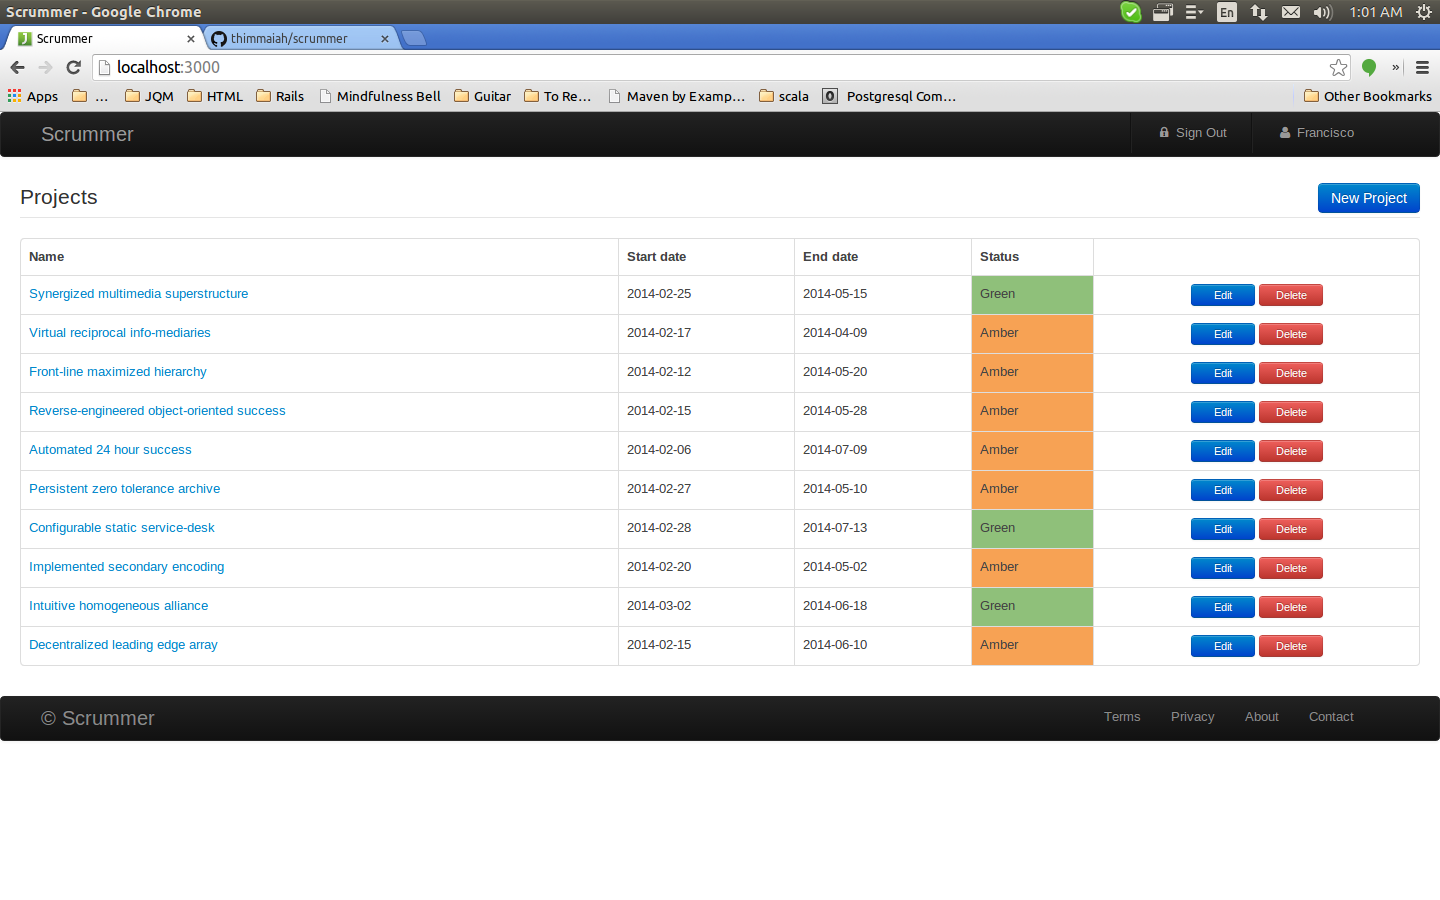 Scrummer - Google Chrome En 1:01 AM
Scrummer thimmaiah/scrummer
localhost:3000 »
Apps ... JQM HTML Rails Mindfulness Bell Guitar To Re... Maven by Examp... scala Postgresql Com... Other Bookmarks
Scrummer Sign Out Francisco
Projects New Project
Name Start date End date Status
Synergized multimedia superstructure 2014-02-25 2014-05-15 Green Edit Delete
Virtual reciprocal info-mediaries 2014-02-17 2014-04-09 Amber Edit Delete
Front-line maximized hierarchy 2014-02-12 2014-05-20 Amber Edit Delete
Reverse-engineered object-oriented success 2014-02-15 2014-05-28 Amber Edit Delete
Automated 24 hour success 2014-02-06 2014-07-09 Amber Edit Delete
Persistent zero tolerance archive 2014-02-27 2014-05-10 Amber Edit Delete
Configurable static service-desk 2014-02-28 2014-07-13 Green Edit Delete
Implemented secondary encoding 2014-02-20 2014-05-02 Amber Edit Delete
Intuitive homogeneous alliance 2014-03-02 2014-06-18 Green Edit Delete
Decentralized leading edge array 2014-02-15 2014-06-10 Amber Edit Delete
© Scrummer Terms Privacy About Contact